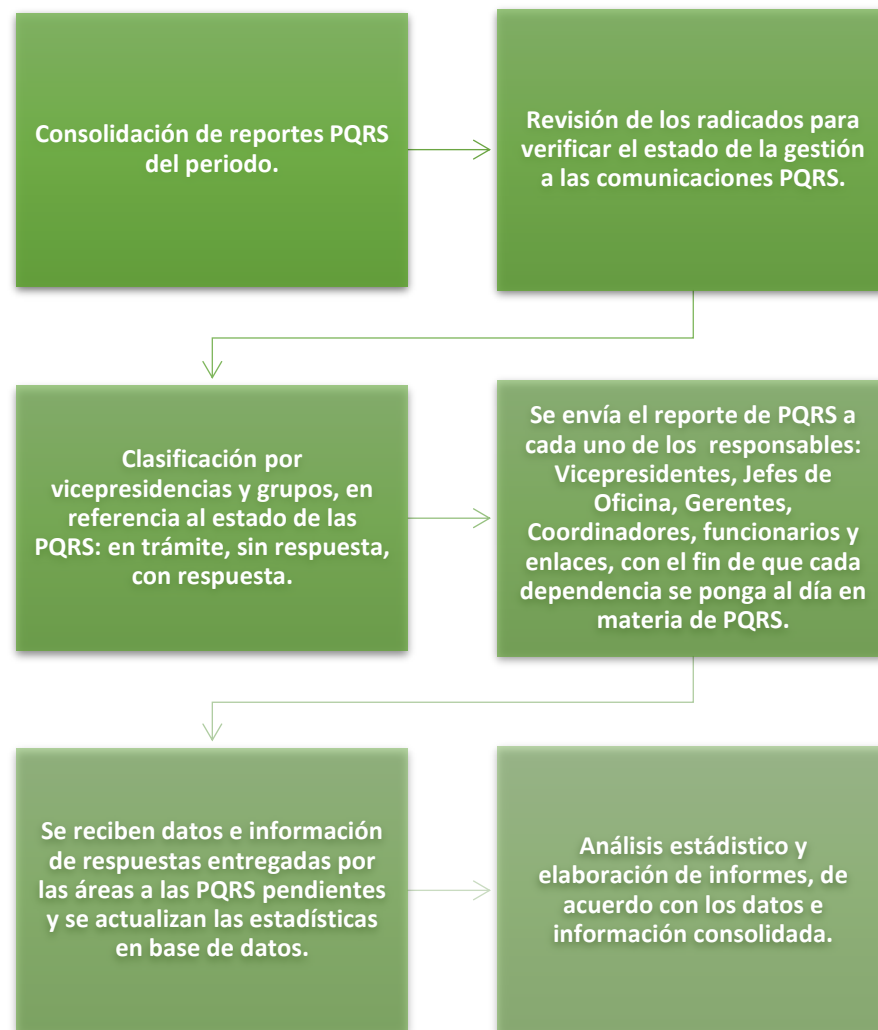 Consolidación de reportes PQRS
del periodo.
Revisión de los radicados para
verificar el estado de la gestión
a las comunicaciones PQRS.
Clasificación por
vicepresidencias y grupos, en
referencia al estado de las
PQRS: en trámite, sin respuesta,
con respuesta.
Se envía el reporte de PQRS a
cada uno de los responsables:
Vicepresidentes, Jefes de
Oficina, Gerentes,
Coordinadores, funcionarios y
enlaces, con el fin de que cada
dependencia se ponga al día en
materia de PQRS.
Se reciben datos e información
de respuestas entregadas por
las áreas a las PQRS pendientes
y se actualizan las estadísticas
en base de datos.
Análisis estádistico y
elaboración de informes, de
acuerdo con los datos e
información consolidada.